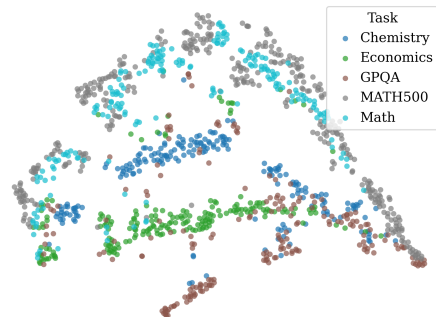 Task
Chemistry
Economics
GPQA
MATH500
Math